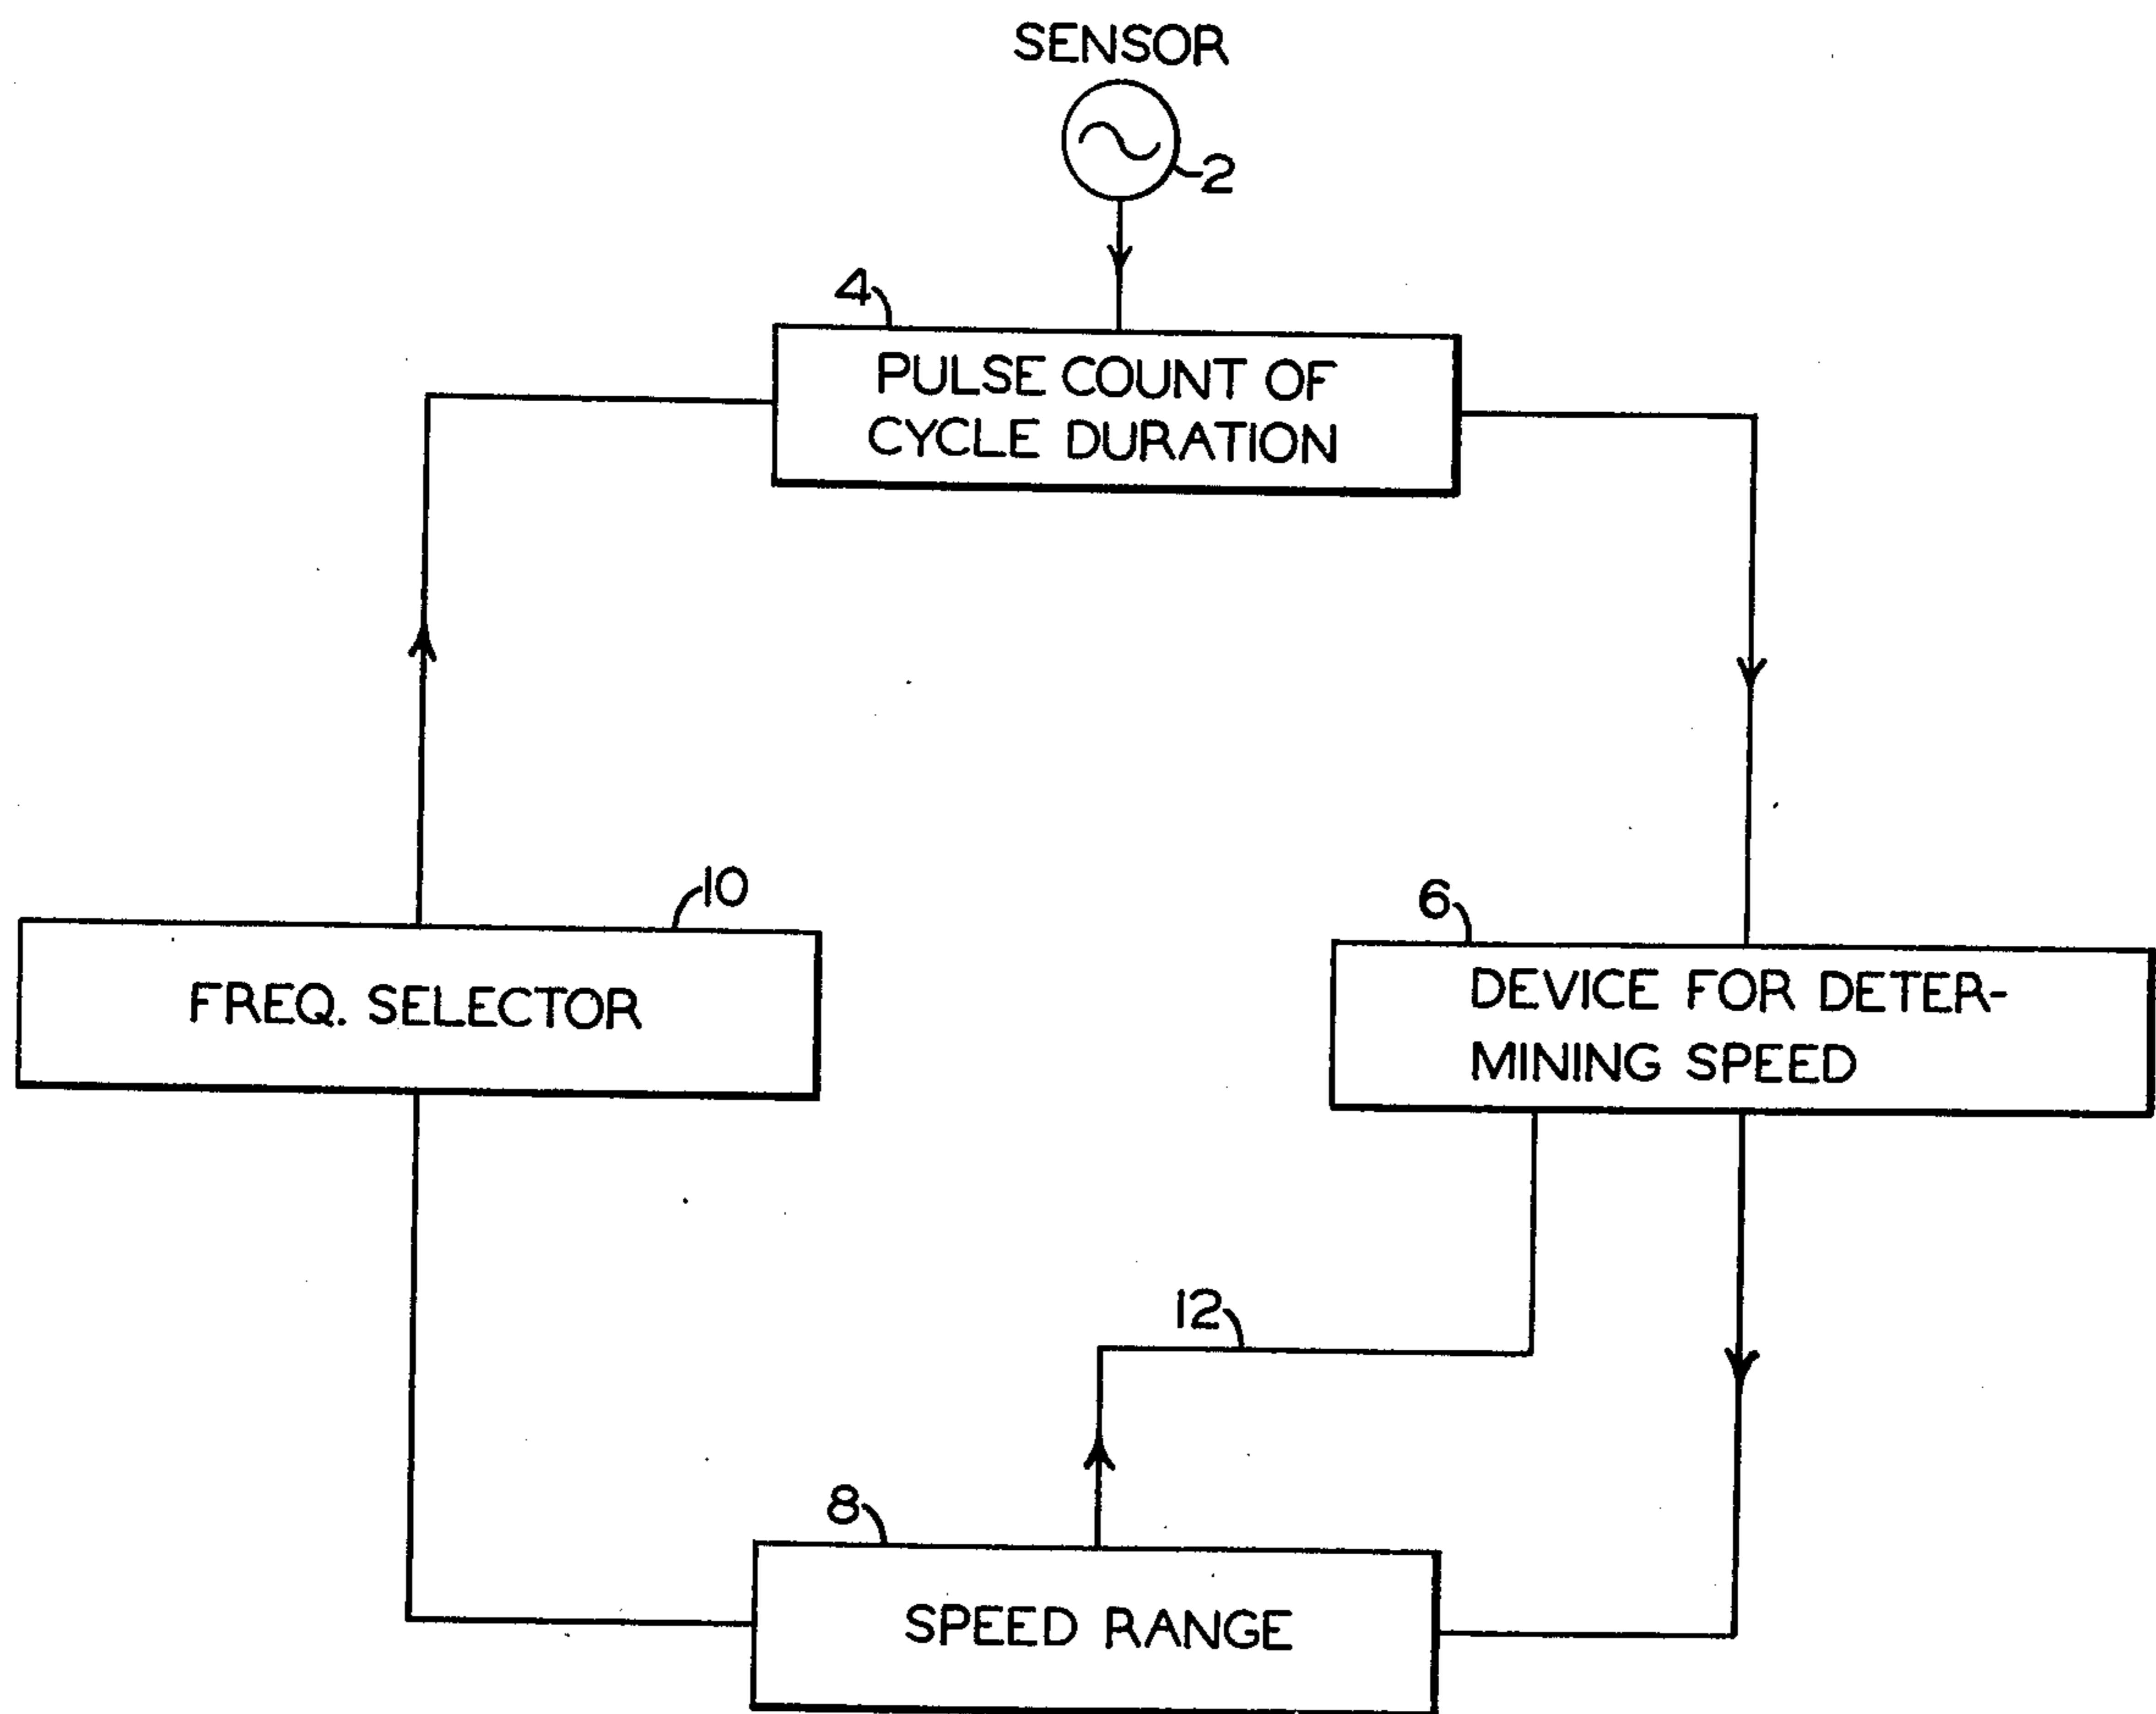 SENSOR
2
4
PULSE COUNT OF
CYCLE DURATION
10
6
FREQ. SELECTOR
DEVICE FOR DETER-
MINING SPEED
12
8
SPEED RANGE